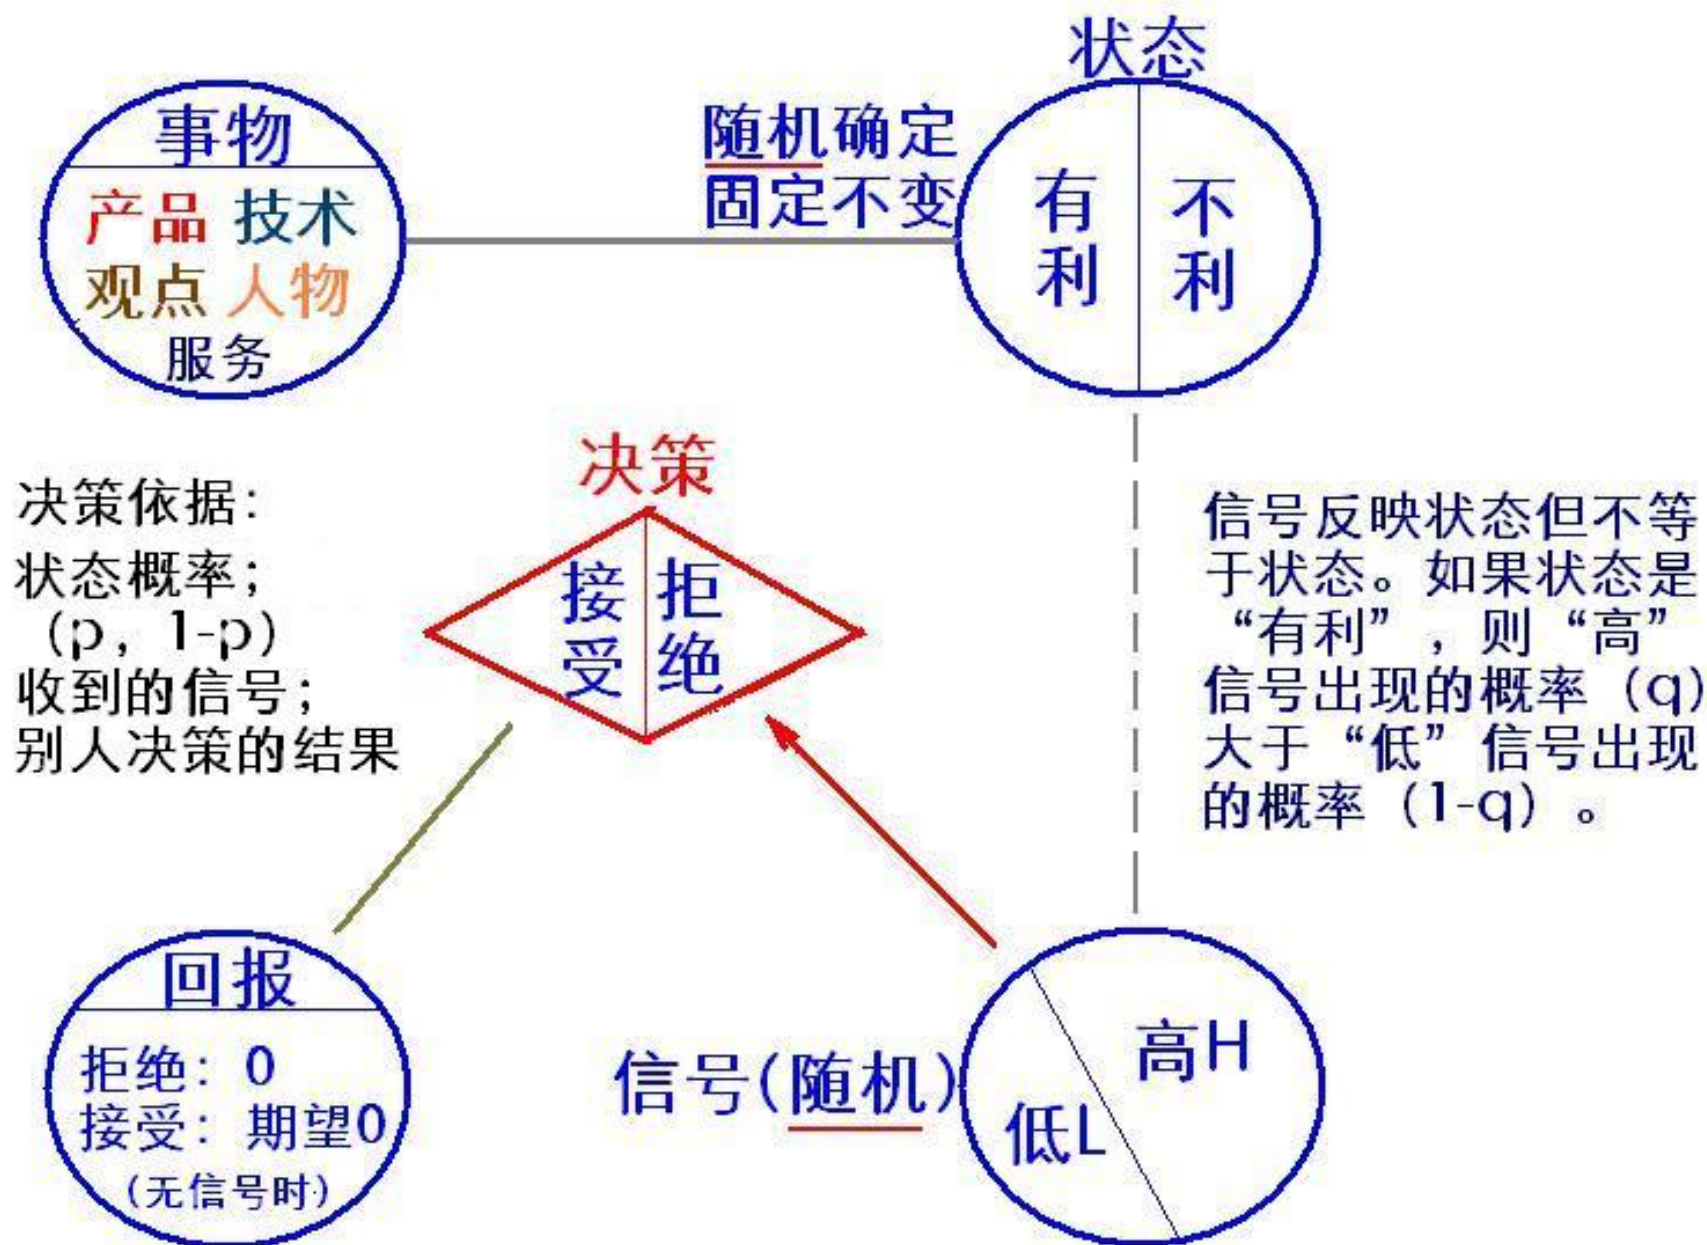 状态
事物
产品 技术
观点 人物
服务
随机确定
固定不变
有利
不利
决策
接受
拒绝
决策依据：
状态概率；
（p，1-p）
收到的信号；
别人决策的结果
信号反映状态但不等
于状态。如果状态是
“有利”，则“高”
信号出现的概率（q）
大于“低”信号出现
的概率（1-q）。
回报
拒绝：0
接受：期望0
（无信号时）
信号(随机)
高H
低L